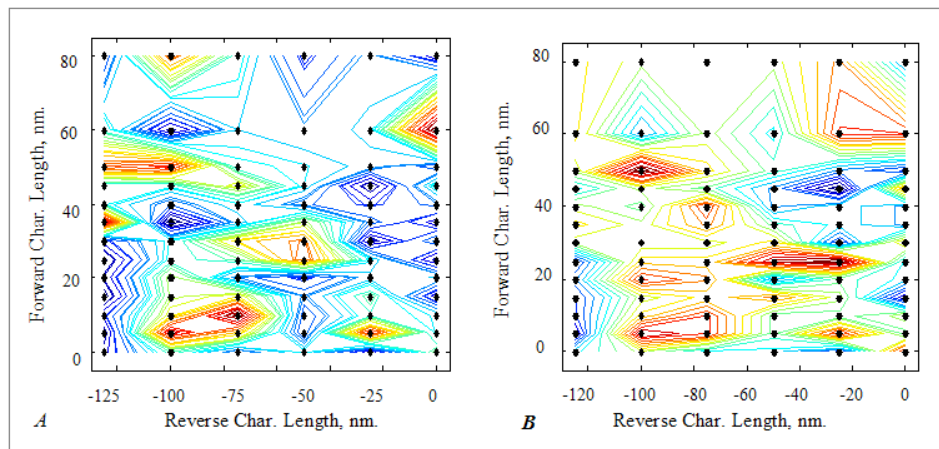 80
60
40
20
0
Forward Char. Length, nm.
-125 -100 -75 -50 -25 0
A Reverse Char. Length, nm.
80
60
40
20
0
Forward Char. Length, nm.
-120 -100 -80 -60 -40 -20 0
B Reverse Char. Length, nm.